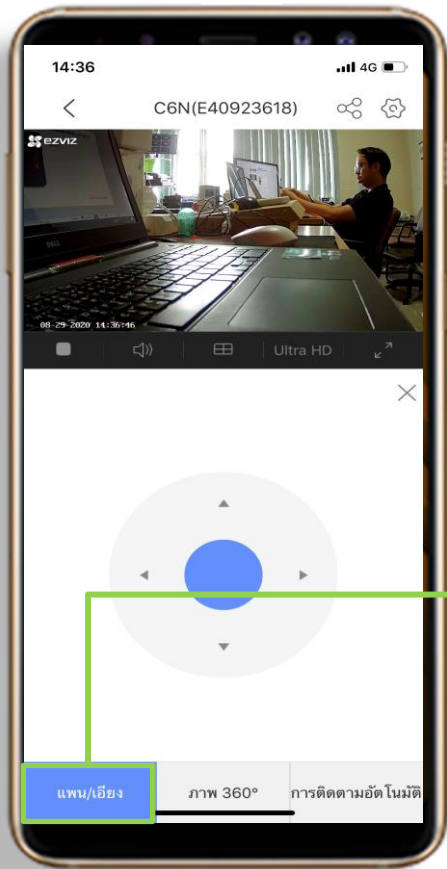 14:36
4G
C6N(E40923618)
ezviz
DELL
08-29-2020 14:36:46
Ultra HD
แพน/เอียง
ภาพ 360°
การติดตามอัตโนมัติ